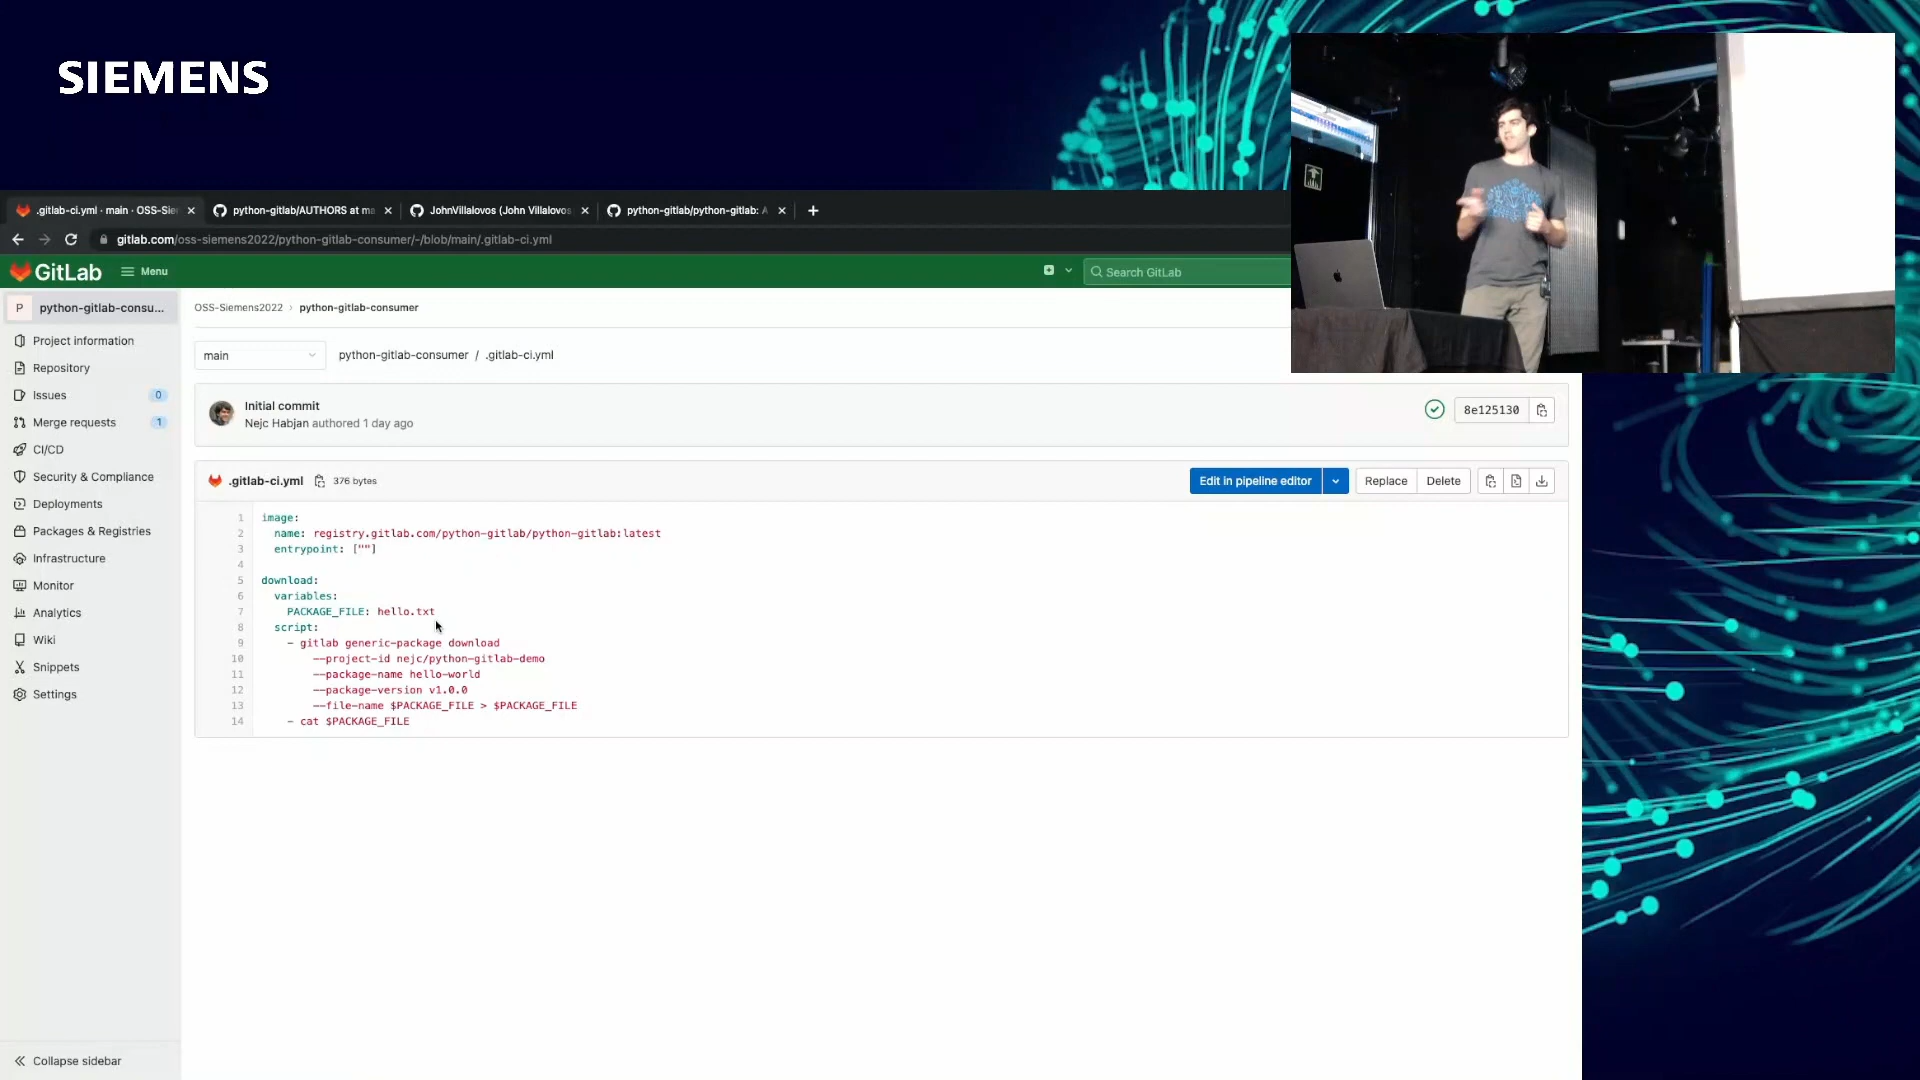 SIEMENS
.gitlab-ci.yml · main · OSS-Sie
python-gitlab/AUTHORS at ma
JohnVillalovos (John Villalovos
python-gitlab/python-gitlab: A
gitlab.com/oss-siemens2022/python-gitlab-consumer/-/blob/main/.gitlab-ci.yml
GitLab
Menu
Search GitLab
P
python-gitlab-consu...
Project information
Repository
Issues 0
Merge requests 1
CI/CD
Security & Compliance
Deployments
Packages & Registries
Infrastructure
Monitor
Analytics
Wiki
Snippets
Settings
Collapse sidebar
OSS-Siemens2022 › python-gitlab-consumer
main
python-gitlab-consumer / .gitlab-ci.yml
Initial commit
Nejc Habjan authored 1 day ago
8e125130
.gitlab-ci.yml 376 bytes
Edit in pipeline editor
Replace
Delete
1 image:
2 name: registry.gitlab.com/python-gitlab/python-gitlab:latest
3 entrypoint: [""]
4
5 download:
6 variables:
7 PACKAGE_FILE: hello.txt
8 script:
9 - gitlab generic-package download
10 --project-id nejc/python-gitlab-demo
11 --package-name hello-world
12 --package-version v1.0.0
13 --file-name $PACKAGE_FILE > $PACKAGE_FILE
14 - cat $PACKAGE_FILE